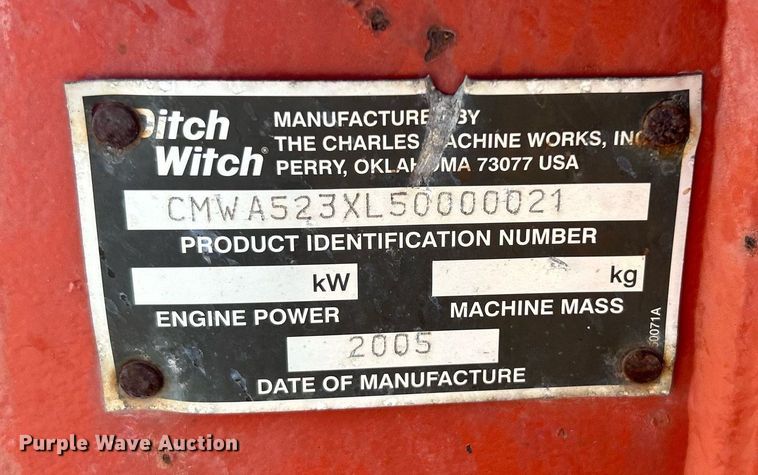 Ditch
Witch®
MANUFACTURED BY
THE CHARLES MACHINE WORKS, INC
PERRY, OKLAHOMA 73077 USA
CMWA523XL50000021
PRODUCT IDENTIFICATION NUMBER
kW
kg
ENGINE POWER
MACHINE MASS
2005
DATE OF MANUFACTURE
Purple Wave Auction